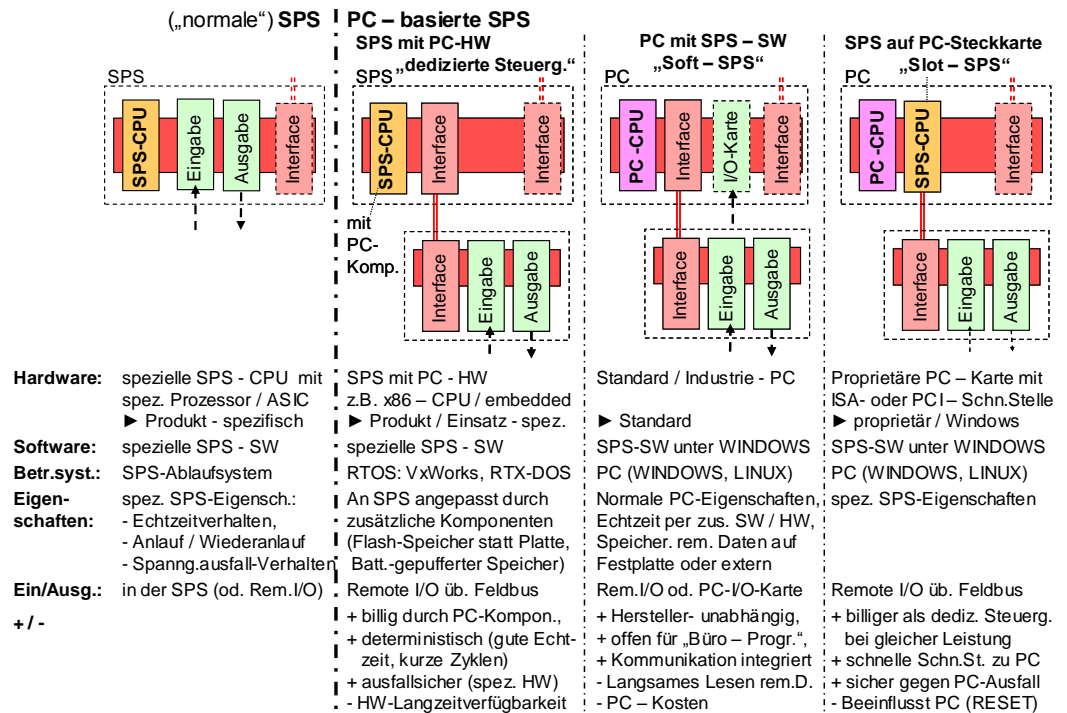 („normale“) SPS
PC – basierte SPS
SPS mit PC-HW
„dedizierte Steuerg.“
PC mit SPS – SW
„Soft – SPS“
SPS auf PC-Steckkarte
„Slot – SPS“
SPS
SPS-CPU
Eingabe
Ausgabe
Interface
SPS
SPS-CPU
Interface
Interface
mit
PC-
Komp.
Interface
Eingabe
Ausgabe
PC
PC -CPU
Interface
I/O-Karte
Interface
Interface
Eingabe
Ausgabe
PC
PC -CPU
SPS-CPU
Interface
Interface
Eingabe
Ausgabe
Hardware:
spezielle SPS - CPU mit
spez. Prozessor / ASIC
► Produkt - spezifisch
SPS mit PC - HW
z.B. x86 – CPU / embedded
► Produkt / Einsatz - spez.
Standard / Industrie - PC
► Standard
Proprietäre PC – Karte mit
ISA- oder PCI – Schn.Stelle
► proprietär / Windows
Software:
spezielle SPS - SW
spezielle SPS - SW
SPS-SW unter WINDOWS
SPS-SW unter WINDOWS
Betr.syst.:
SPS-Ablaufsystem
RTOS: VxWorks, RTX-DOS
PC (WINDOWS, LINUX)
PC (WINDOWS, LINUX)
Eigen-
schaften:
spez. SPS-Eigensch.:
- Echtzeitverhalten,
- Anlauf / Wiederanlauf
- Spanng.ausfall-Verhalten
An SPS angepasst durch
zusätzliche Komponenten
(Flash-Speicher statt Platte,
Batt.-gepufferter Speicher)
Normale PC-Eigenschaften,
Echtzeit per zus. SW / HW,
Speicher. rem. Daten auf
Festplatte oder extern
spez. SPS-Eigenschaften
Ein/Ausg.:
in der SPS (od. Rem.I/O)
Remote I/O üb. Feldbus
Rem.I/O od. PC-I/O-Karte
Remote I/O üb. Feldbus
+ / -
+ billig durch PC-Kompon.,
+ deterministisch (gute Echt-
zeit, kurze Zyklen)
+ ausfallsicher (spez. HW)
- HW-Langzeitverfügbarkeit
+ Hersteller- unabhängig,
+ offen für „Büro – Progr.“,
+ Kommunikation integriert
- Langsames Lesen rem.D.
- PC – Kosten
+ billiger als dediz. Steuerg.
bei gleicher Leistung
+ schnelle Schn.St. zu PC
+ sicher gegen PC-Ausfall
- Beeinflusst PC (RESET)